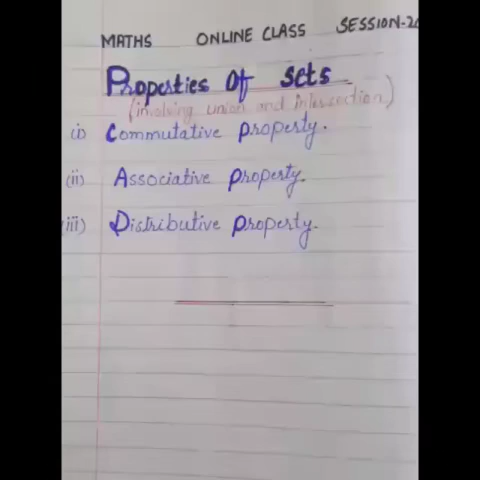 MATHS ONLINE CLASS SESSION-20
Properties Of sets
(involving union and intersection)
(i) Commutative property.
(ii) Associative property.
(iii) Distributive property.